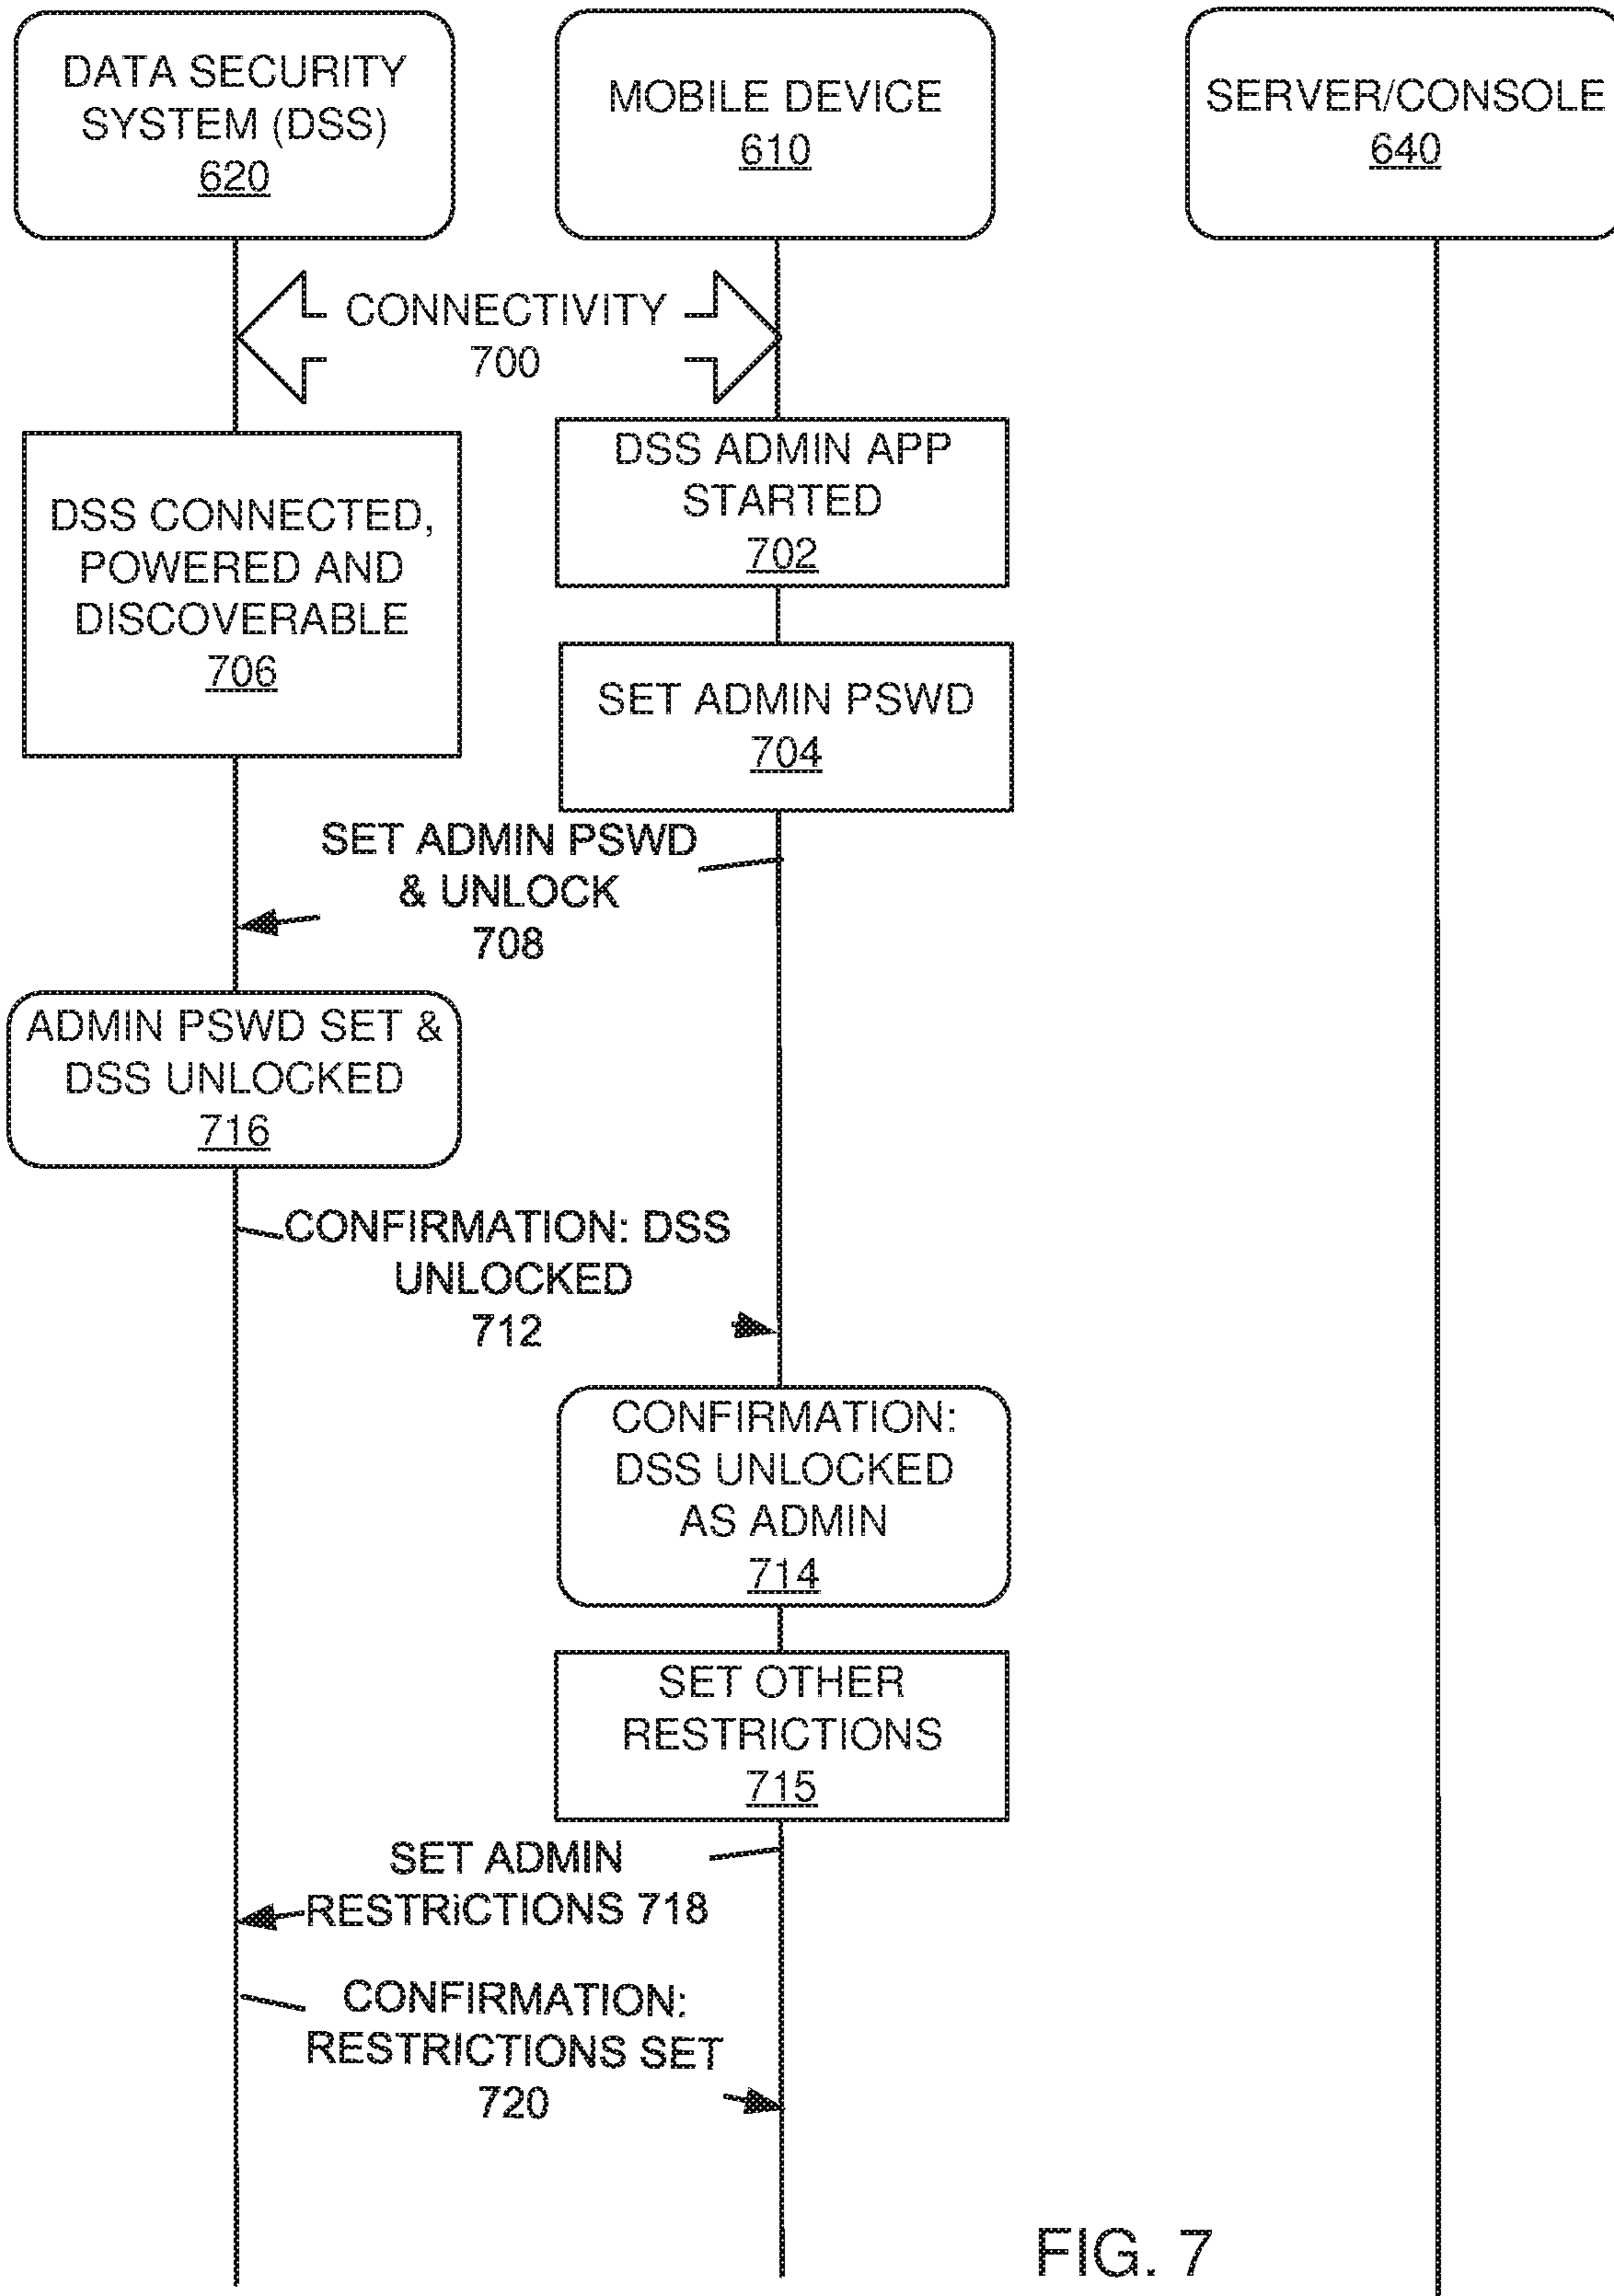 DATA SECURITY
SYSTEM (DSS)
620
MOBILE DEVICE
610
SERVER/CONSOLE
640
CONNECTIVITY
700
DSS CONNECTED,
POWERED AND
DISCOVERABLE
706
DSS ADMIN APP
STARTED
702
SET ADMIN PSWD
704
SET ADMIN PSWD
& UNLOCK
708
ADMIN PSWD SET &
DSS UNLOCKED
716
CONFIRMATION: DSS
UNLOCKED
712
CONFIRMATION:
DSS UNLOCKED
AS ADMIN
714
SET OTHER
RESTRICTIONS
715
SET ADMIN
RESTRiCTIONS 718
CONFIRMATION:
RESTRICTIONS SET
720
FIG. 7